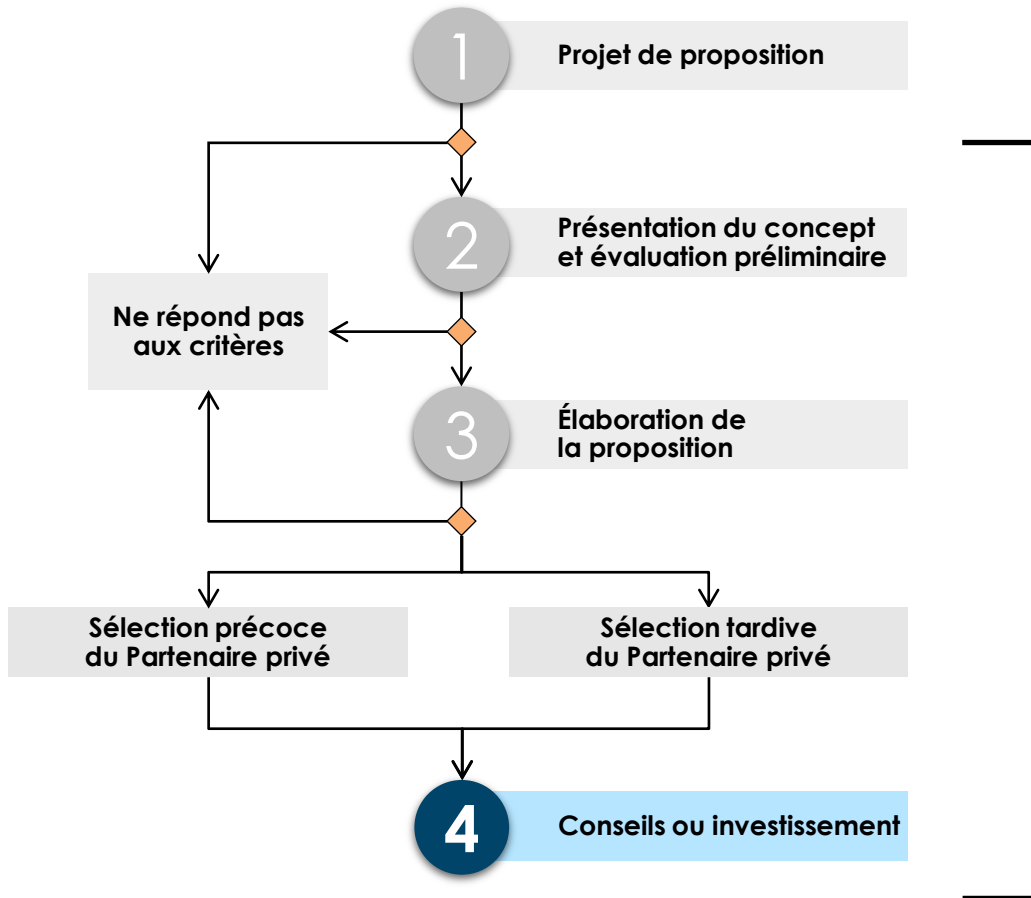 1
Projet de proposition
2
Présentation du concept
et évaluation préliminaire
Ne répond pas
aux critères
3
Élaboration de
la proposition
Sélection précoce
du Partenaire privé
Sélection tardive
du Partenaire privé
4
Conseils ou investissement